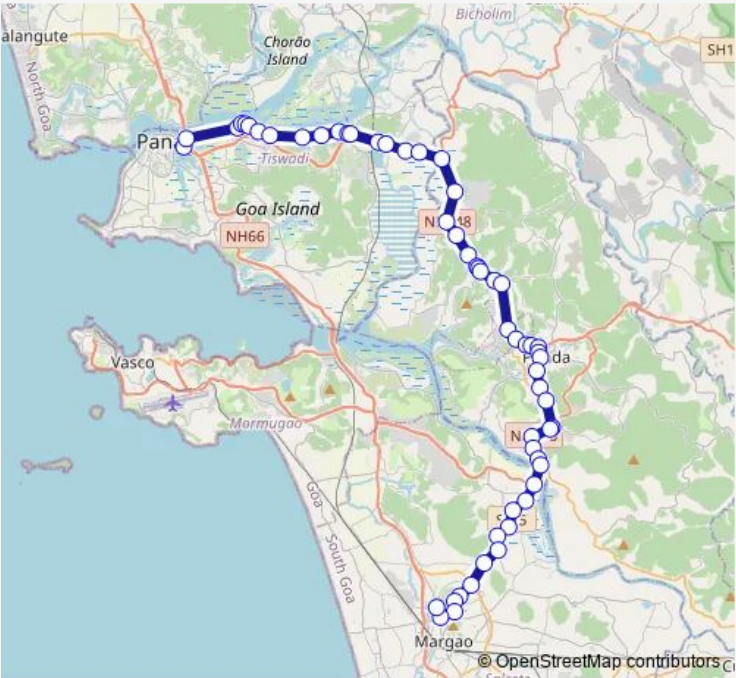 Bicholim
alangute
Chorão
Island
SH1
North Goa
Pan
Tiswadi
Goa Island
NH66
Vasco
da
Mormugao
Goa
South Goa
Margao
© OpenStreetMap contributors